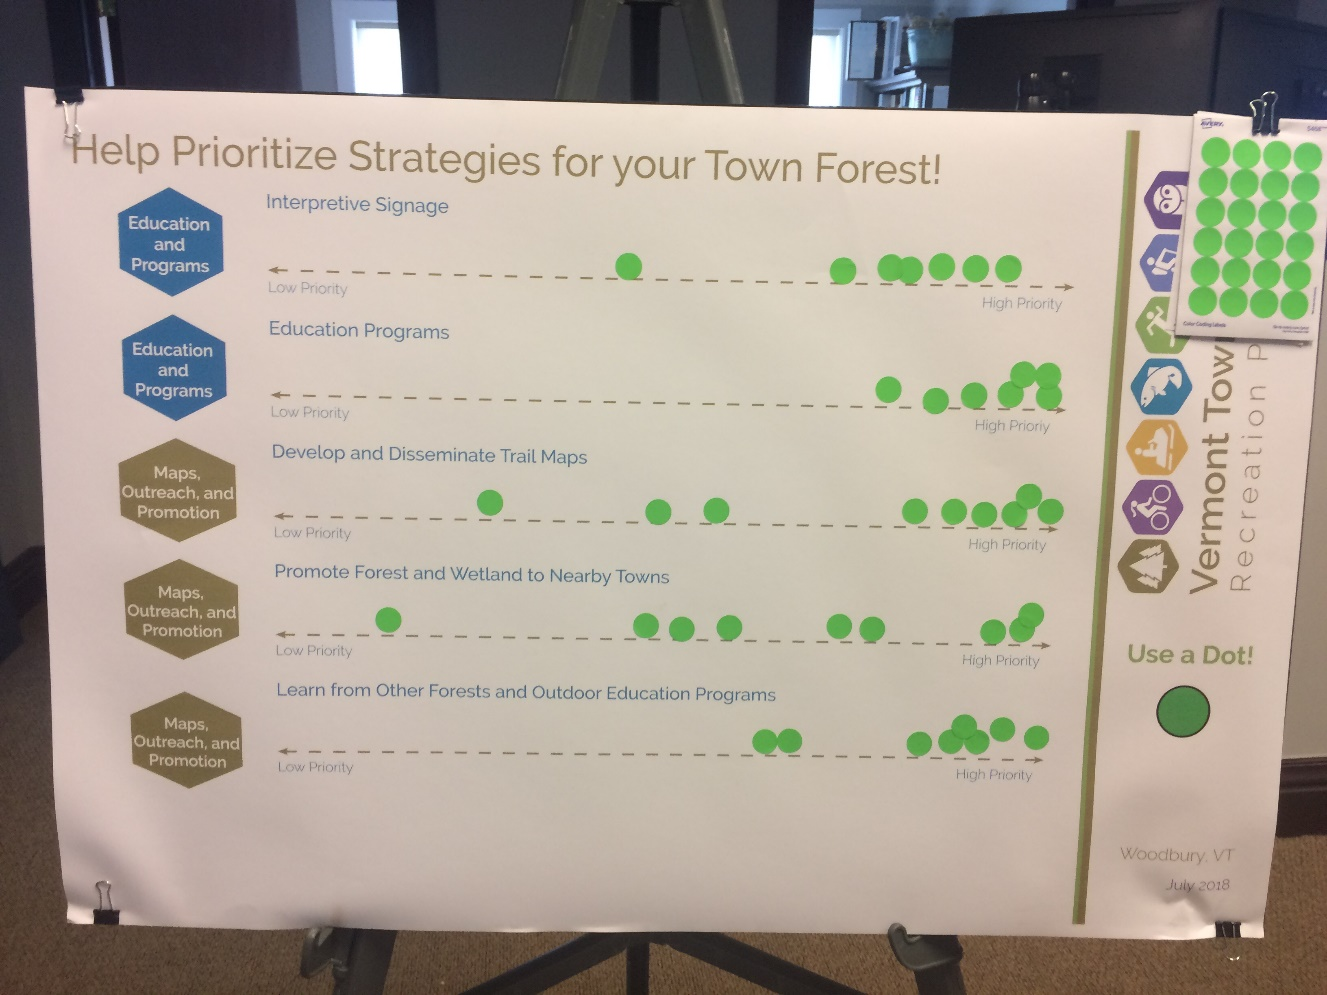 Help Prioritize Strategies for your Town Forest!
Education
and
Programs
Interpretive Signage
Low Priority
High Priority
Education
and
Programs
Education Programs
Low Priority
High Prioriy
Maps,
Outreach, and
Promotion
Develop and Disseminate Trail Maps
Low Priority
High Priority
Maps,
Outreach, and
Promotion
Promote Forest and Wetland to Nearby Towns
Low Priority
High Priority
Maps,
Outreach, and
Promotion
Learn from Other Forests and Outdoor Education Programs
Low Priority
High Priority
AVERY
Color Coding Labels
Vermont Tow
Recreation P
Use a Dot!
Woodbury, VT
July 2018